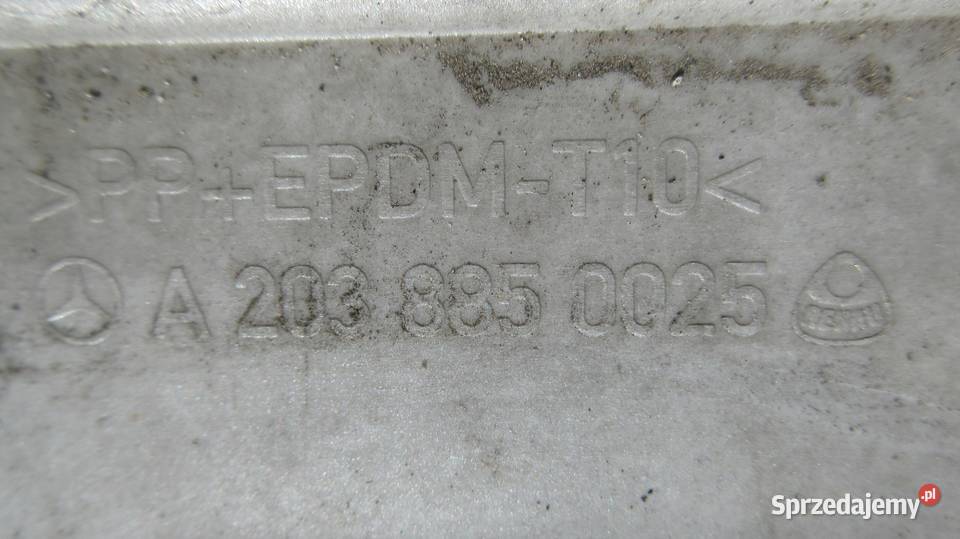 >PP+EPDM-T10<
A 203 885 0025
Sprzedajemy.pl